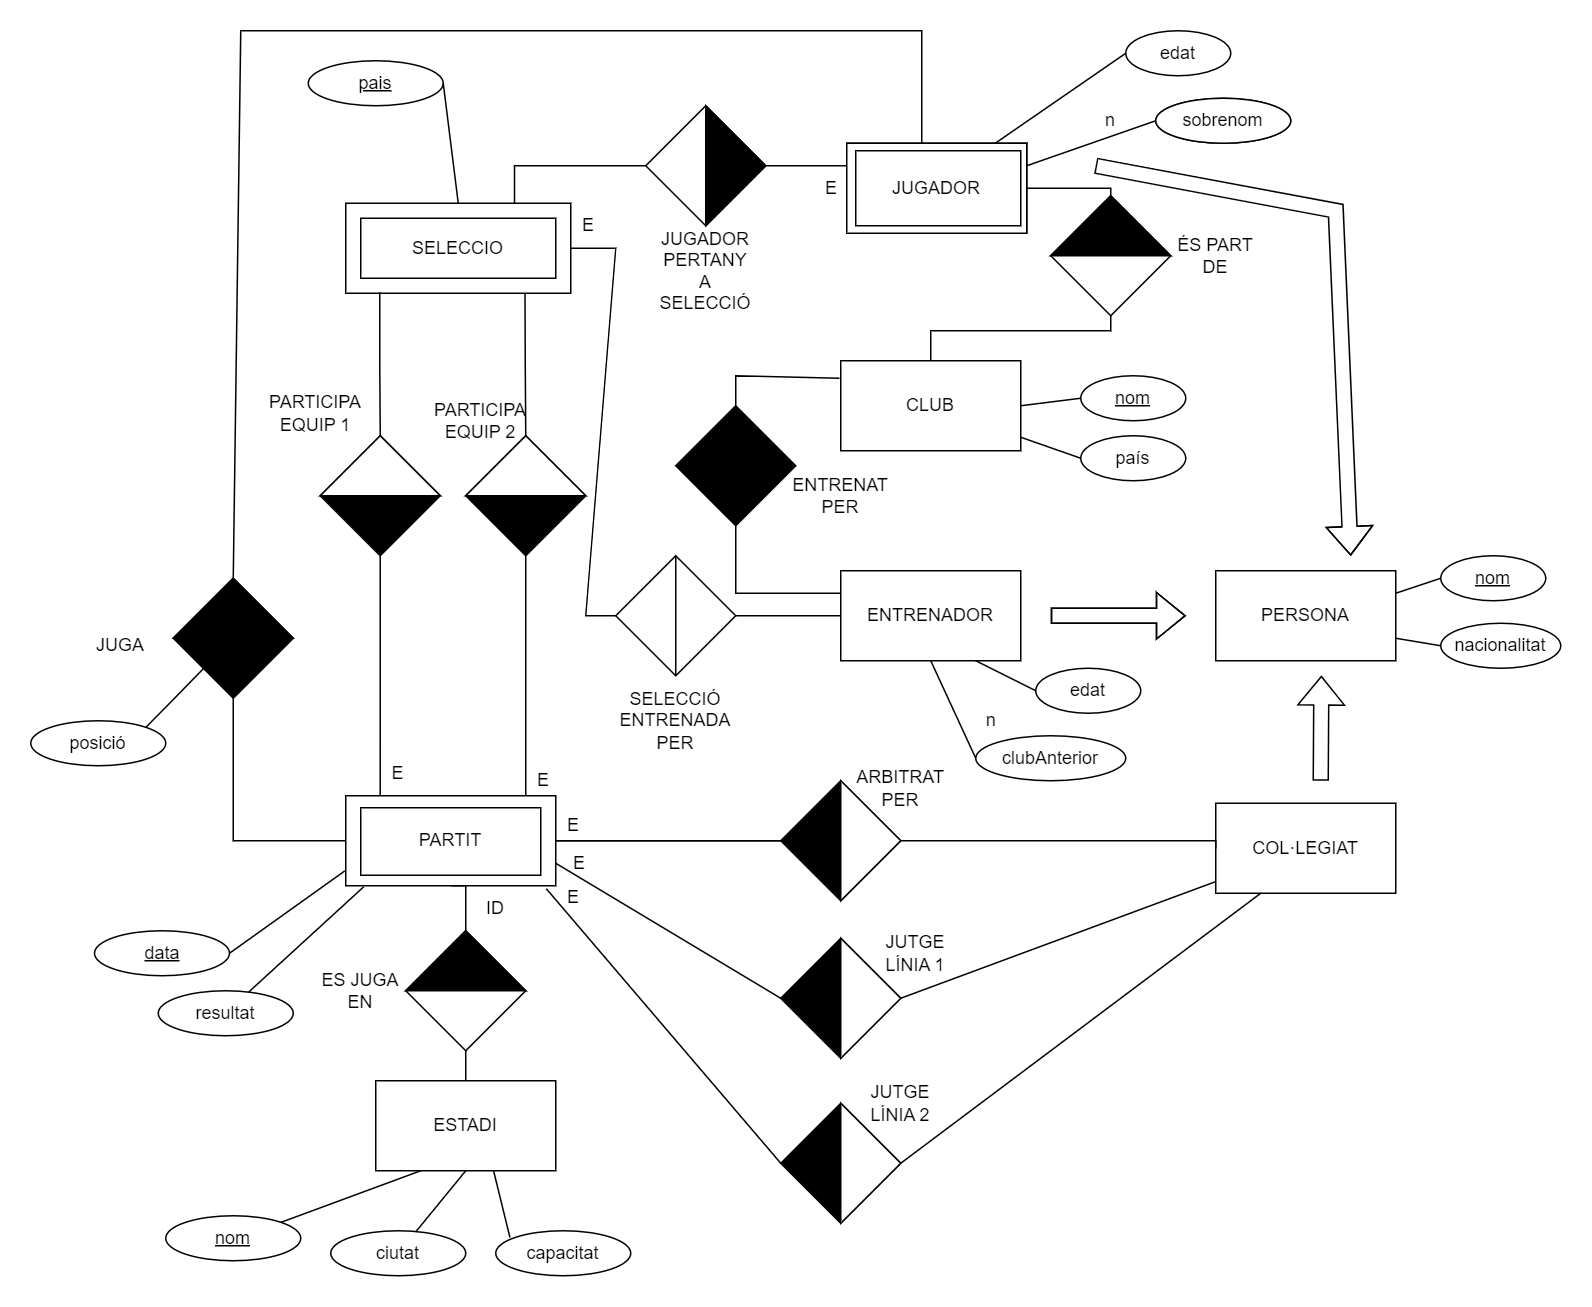 edat
pais
n
sobrenom
E
JUGADOR
E
SELECCIO
JUGADOR
PERTANY
A
SELECCIÓ
ÉS PART
DE
PARTICIPA
EQUIP 1
PARTICIPA
EQUIP 2
CLUB
nom
país
ENTRENAT
PER
ENTRENADOR
PERSONA
nom
nacionalitat
JUGA
posició
SELECCIÓ
ENTRENADA
PER
edat
n
clubAnterior
E
E
ARBITRAT
PER
PARTIT
E
E
E
COL·LEGIAT
ID
data
resultat
ES JUGA
EN
JUTGE
LÍNIA 1
JUTGE
LÍNIA 2
ESTADI
nom
ciutat
capacitat